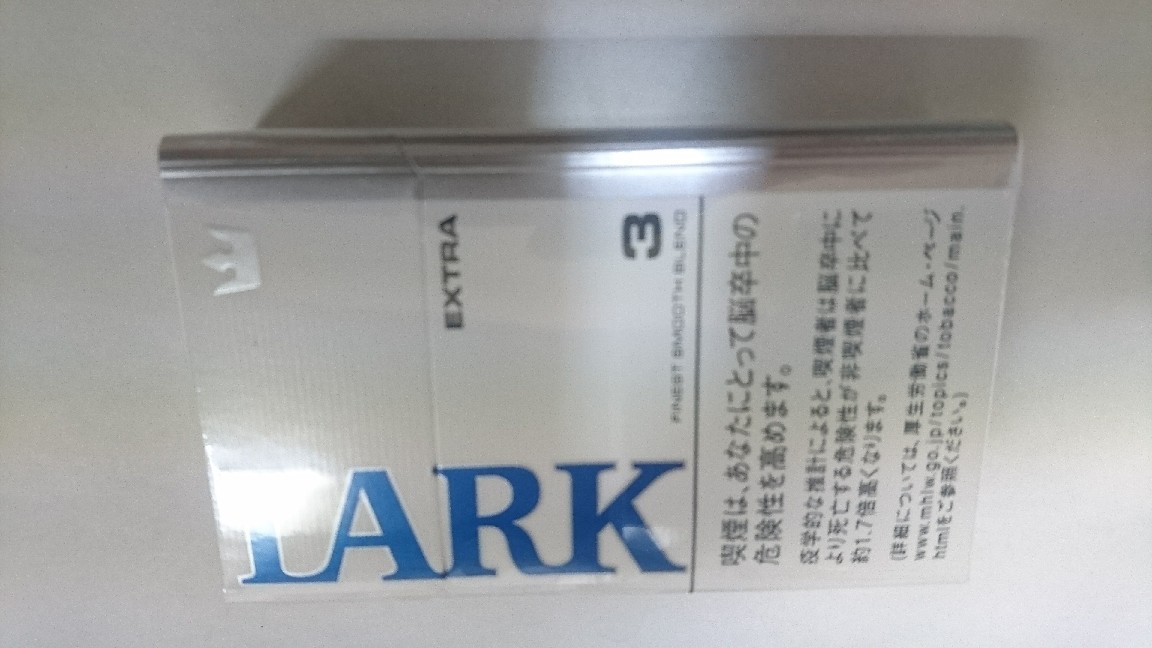 LARK
EXTRA
3
FINEST SMOOTH BLEND
喫煙は、あなたにとって脳卒中の
危険性を高めます。
疫学的な推計によると、喫煙者は脳卒中に
より死亡する危険性が非喫煙者に比べて
約1.7倍高くなります。
(詳細については、厚生労働省のホーム・ページ
www.mhlw.go.jp/topics/tobacco/main.
htmlをご参照ください。)